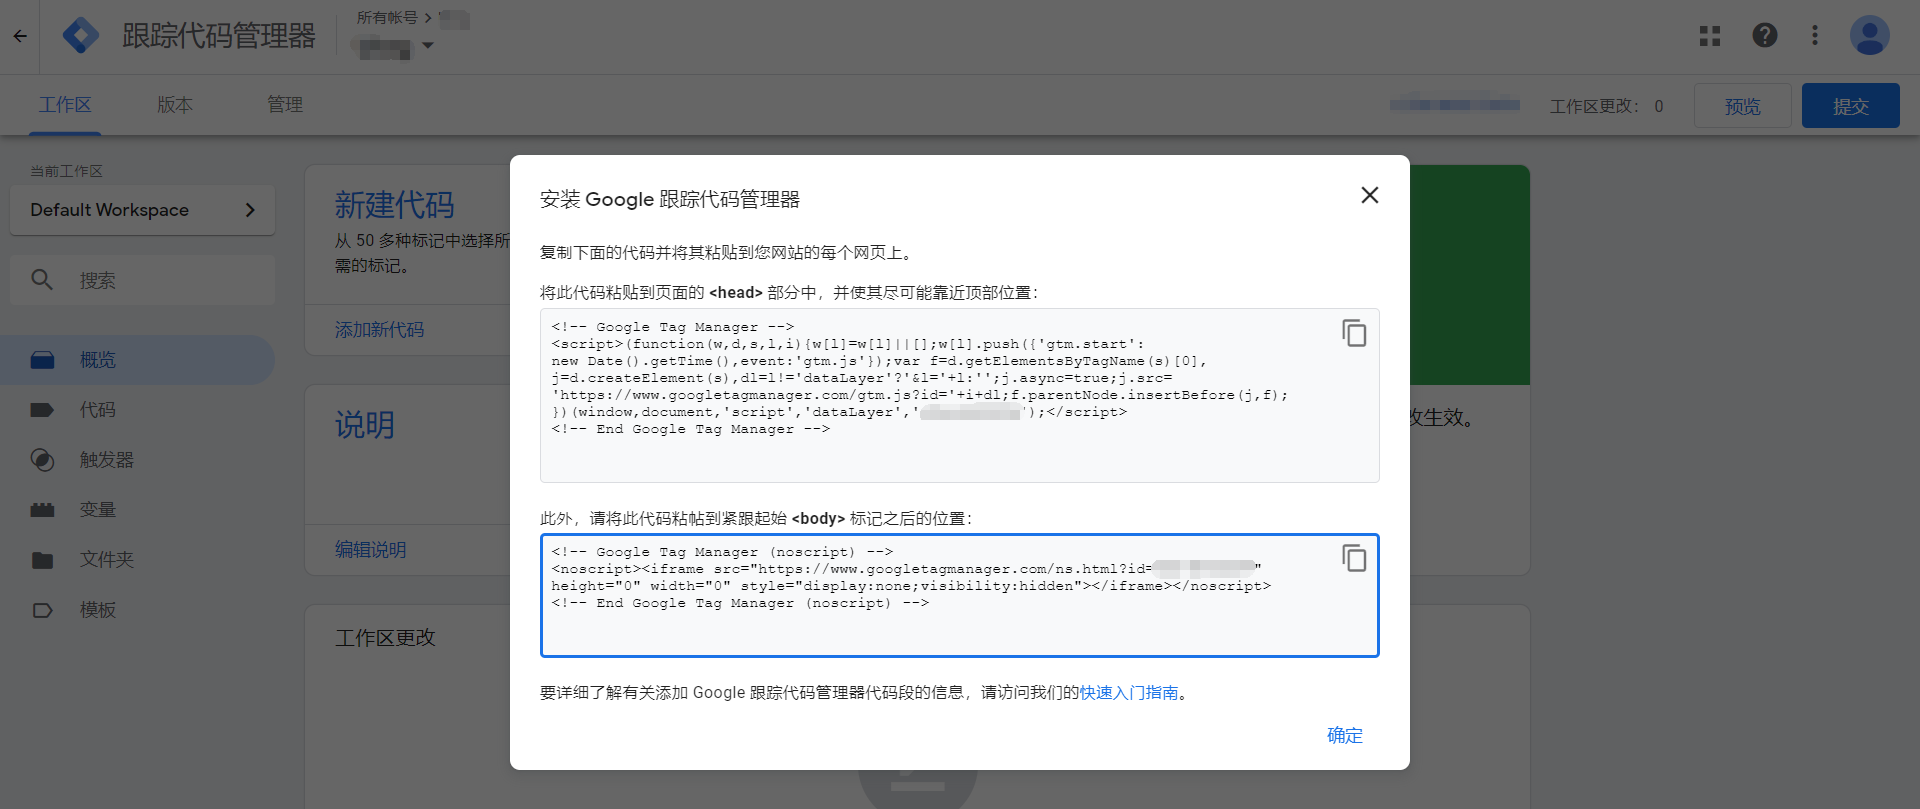 跟踪代码管理器
所有帐号 >
工作区
版本
管理
工作区更改： 0
预览
提交
当前工作区
Default Workspace
搜索
概览
代码
触发器
变量
文件夹
模板
新建代码
从 50 多种标记中选择所
需的标记。
添加新代码
说明
编辑说明
工作区更改
改生效。
安装 Google 跟踪代码管理器
复制下面的代码并将其粘贴到您网站的每个网页上。
将此代码粘贴到页面的 <head> 部分中，并使其尽可能靠近顶部位置：
<!-- Google Tag Manager -->
<script>(function(w,d,s,l,i){w[l]=w[l]||[];w[l].push({'gtm.start':
new Date().getTime(),event:'gtm.js'});var f=d.getElementsByTagName(s)[0],
j=d.createElement(s),dl=l!='dataLayer'?'&l='+l:'';j.async=true;j.src=
'https://www.googletagmanager.com/gtm.js?id='+i+dl;f.parentNode.insertBefore(j,f);
})(window,document,'script','dataLayer','');</script>
<!-- End Google Tag Manager -->
此外，请将此代码粘帖到紧跟起始 <body> 标记之后的位置：
<!-- Google Tag Manager (noscript) -->
<noscript><iframe src="https://www.googletagmanager.com/ns.html?id="
height="0" width="0" style="display:none;visibility:hidden"></iframe></noscript>
<!-- End Google Tag Manager (noscript) -->
要详细了解有关添加 Google 跟踪代码管理器代码段的信息，请访问我们的快速入门指南。
确定